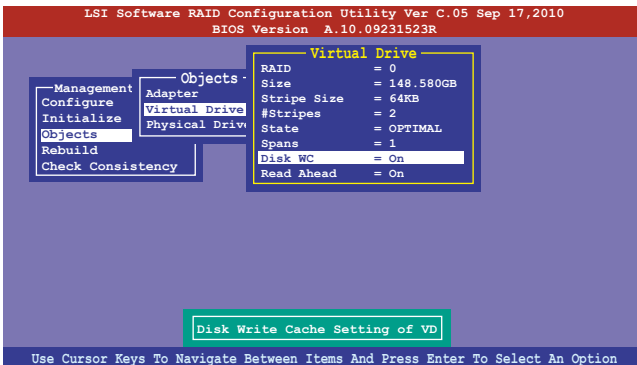 LSI Software RAID Configuration Utility Ver C.05 Sep 17,2010
BIOS Version A.10.09231523R
Management
Configure
Initialize
Objects
Rebuild
Check Consistency
Objects
Adapter
Virtual Drive
Physical Driv
Virtual Drive
RAID = 0
Size = 148.580GB
Stripe Size = 64KB
#Stripes = 2
State = OPTIMAL
Spans = 1
Disk WC = On
Read Ahead = On
Disk Write Cache Setting of VD
Use Cursor Keys To Navigate Between Items And Press Enter To Select An Option